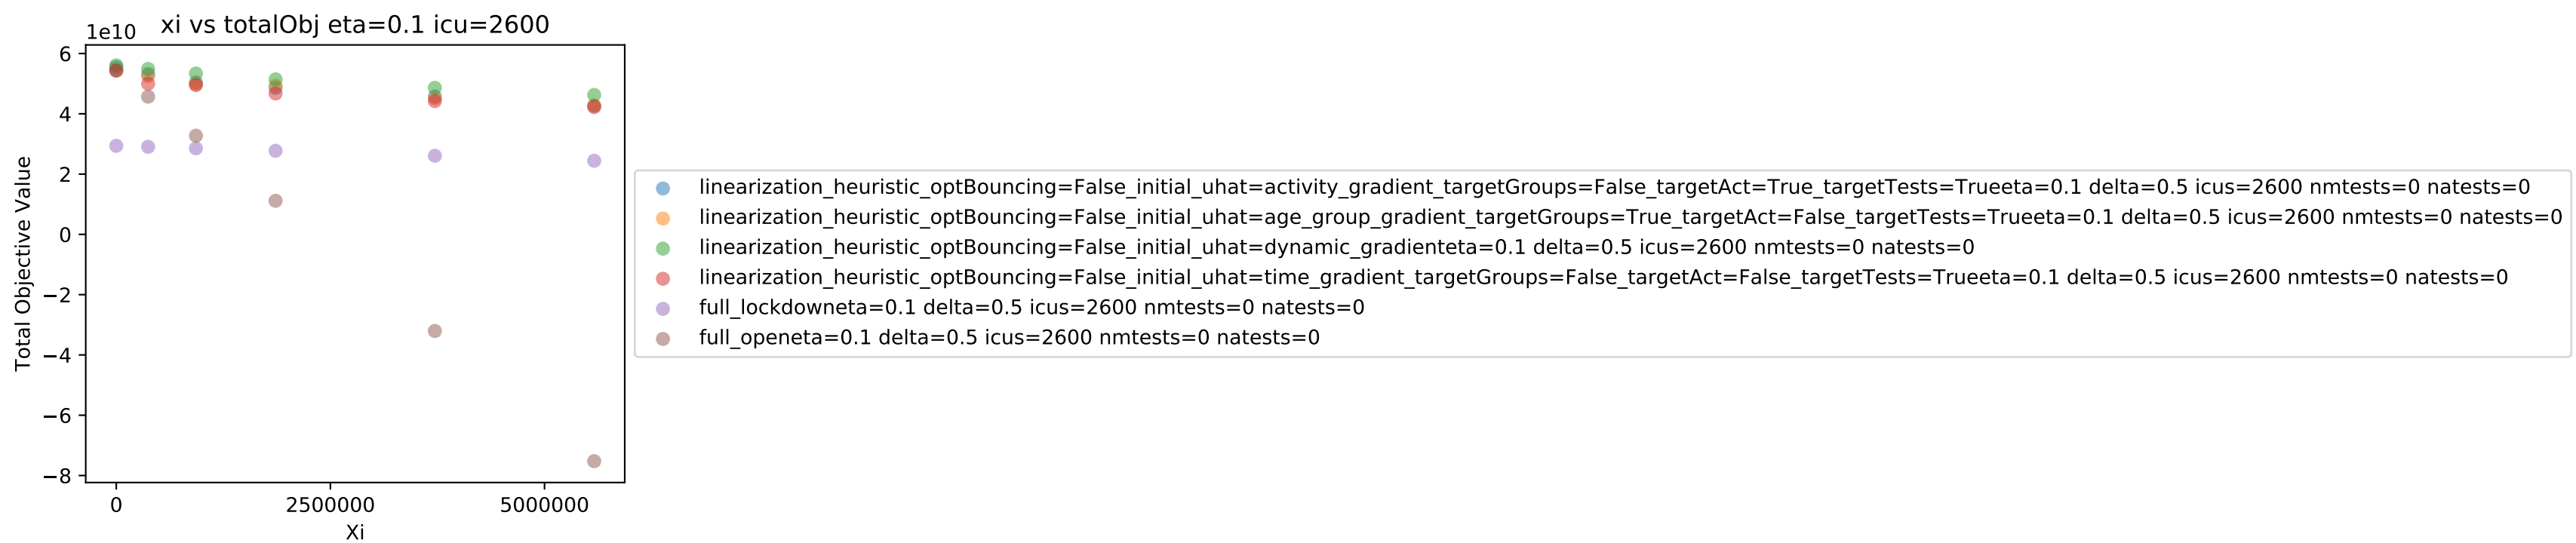 xi vs totalObj eta=0.1 icu=2600
1e10
6
4
2
0
−2
−4
−6
−8
Total Objective Value
0 2500000 5000000
Xi
linearization_heuristic_optBouncing=False_initial_uhat=activity_gradient_targetGroups=False_targetAct=True_targetTests=Trueeta=0.1 delta=0.5 icus=2600 nmtests=0 natests=0
linearization_heuristic_optBouncing=False_initial_uhat=age_group_gradient_targetGroups=True_targetAct=False_targetTests=Trueeta=0.1 delta=0.5 icus=2600 nmtests=0 natests=0
linearization_heuristic_optBouncing=False_initial_uhat=dynamic_gradienteta=0.1 delta=0.5 icus=2600 nmtests=0 natests=0
linearization_heuristic_optBouncing=False_initial_uhat=time_gradient_targetGroups=False_targetAct=False_targetTests=Trueeta=0.1 delta=0.5 icus=2600 nmtests=0 natests=0
full_lockdowneta=0.1 delta=0.5 icus=2600 nmtests=0 natests=0
full_openeta=0.1 delta=0.5 icus=2600 nmtests=0 natests=0